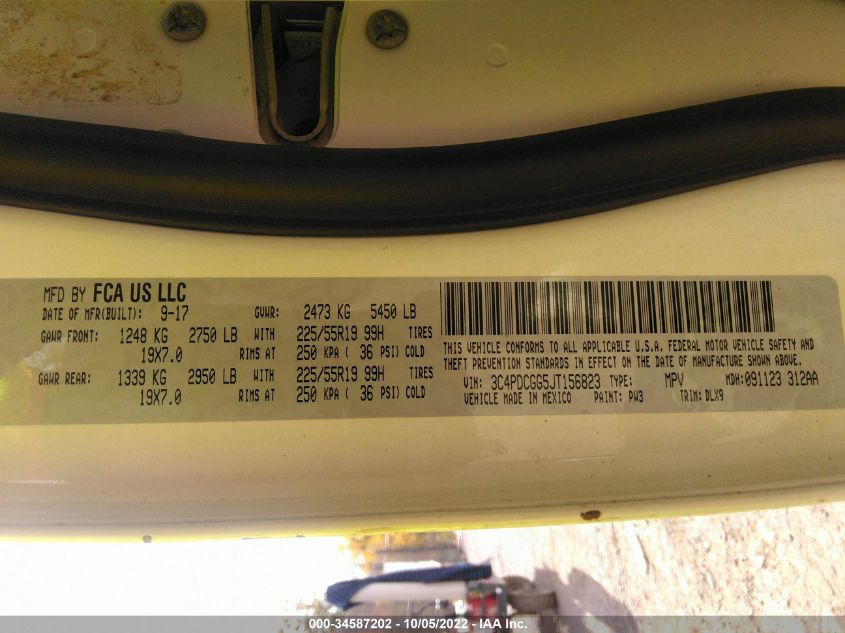 MFD BY FCA US LLC
DATE OF MFR(BUILT): 9-17 GVWR: 2473 KG 5450 LB
GAWR FRONT: 1248 KG 2750 LB WITH 225/55R19 99H TIRES
19X7.0 RIMS AT 250 KPA ( 36 PSI) COLD
GAWR REAR: 1339 KG 2950 LB WITH 225/55R19 99H TIRES
19X7.0 RIMS AT 250 KPA ( 36 PSI) COLD
THIS VEHICLE CONFORMS TO ALL APPLICABLE U.S.A. FEDERAL MOTOR VEHICLE SAFETY AND
THEFT PREVENTION STANDARDS IN EFFECT ON THE DATE OF MANUFACTURE SHOWN ABOVE.
VIN: 3C4PDCGG5JT156823 TYPE: MPV MDH: 091123 312AA
VEHICLE MADE IN MEXICO PAINT: PW3 TRIM: DLX9
000-34587202 - 10/05/2022 - IAA Inc.